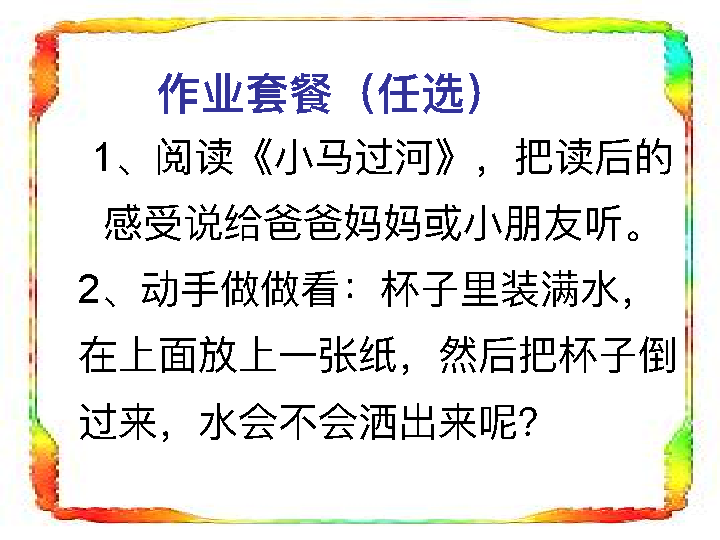 作业套餐（任选）
1、阅读《小马过河》，把读后的
感受说给爸爸妈妈或小朋友听。
2、动手做做看：杯子里装满水，
在上面放上一张纸，然后把杯子倒
过来，水会不会洒出来呢？